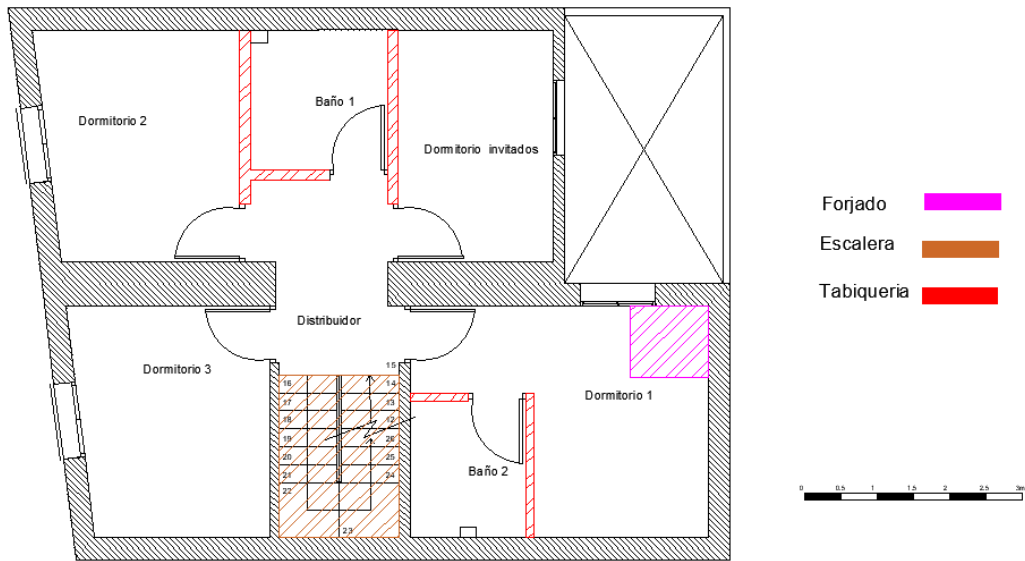 Baño 1
Dormitorio 2
Dormitorio invitados
Forjado
Escalera
Tabiqueria
Distribuidor
Dormitorio 3
Dormitorio 1
Baño 2
15
16
14
17
13
18
12
19
26
20
25
21
24
22
23
0 0.5 1 1.5 2 2.5 3m